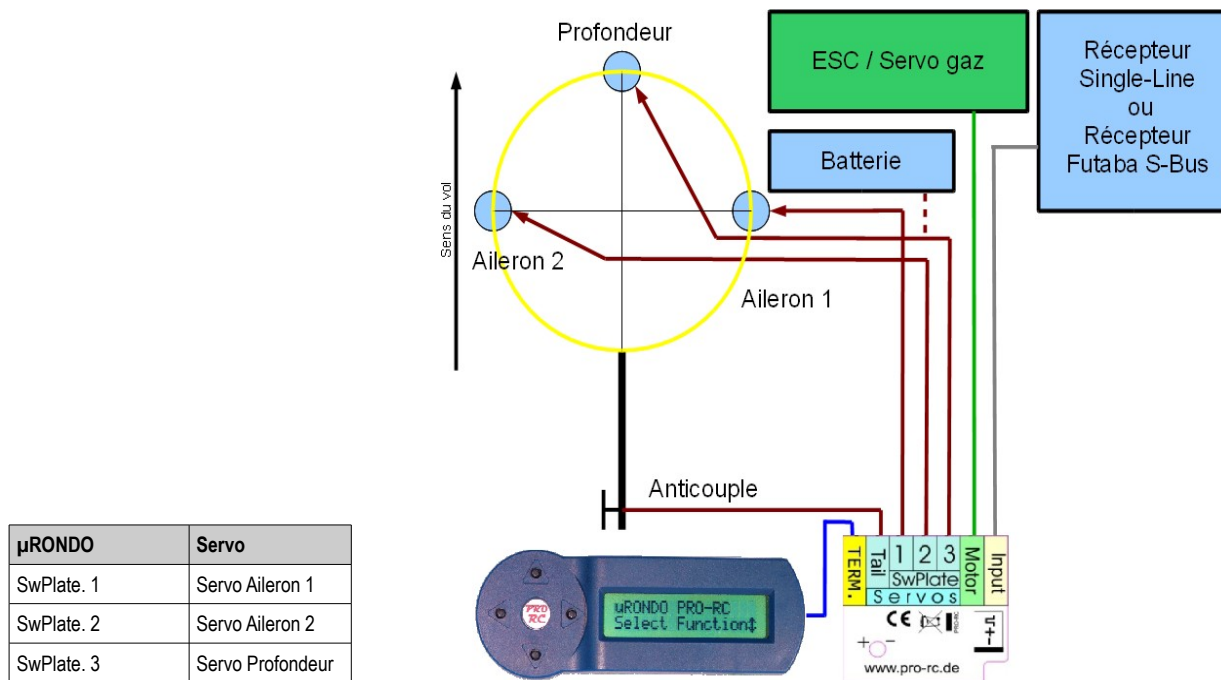 Profondeur
ESC / Servo gaz
Récepteur
Single-Line
ou
Récepteur
Futaba S-Bus
Batterie
Sens du vol
Aileron 2
Aileron 1
Anticouple
µRONDO Servo
SwPlate. 1 Servo Aileron 1
SwPlate. 2 Servo Aileron 2
SwPlate. 3 Servo Profondeur
PRO
RC
uRONDO PRO-RC
Select Function↕
TERM.
Tail
1 2 3
SwPlate
Servos
Motor
Input
CE
PRO-RC
+ -
www.pro-rc.de